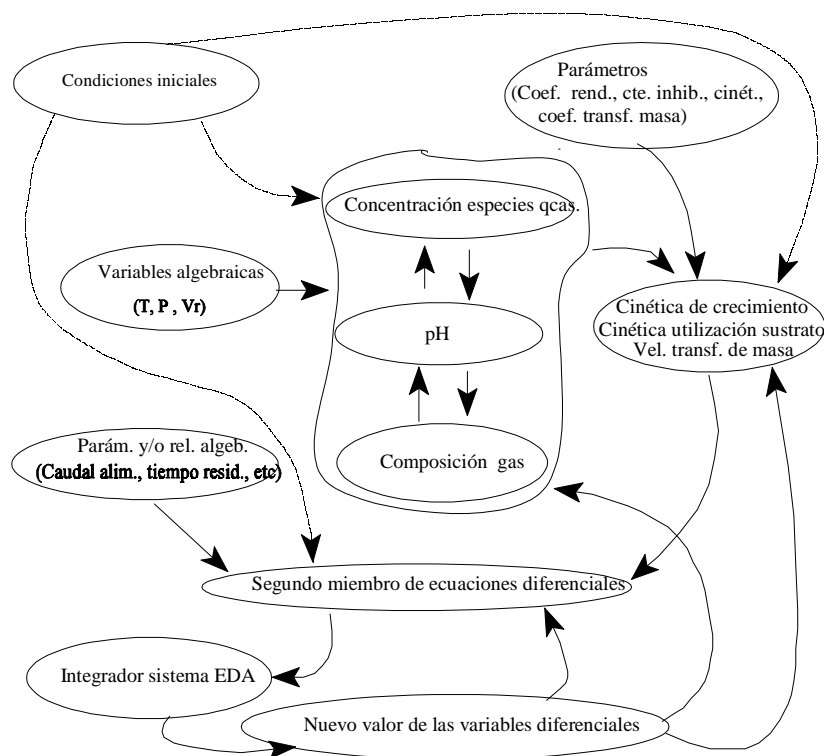 Condiciones iniciales
Parámetros
(Coef. rend., cte. inhib., cinét.,
coef. transf. masa)
Concentración especies qcas.
Variables algebraicas
(T, P , Vr)
pH
Cinética de crecimiento
Cinética utilización sustrato
Vel. transf. de masa
Parám. y/o rel. algeb.
(Caudal alim., tiempo resid., etc)
Composición gas
Segundo miembro de ecuaciones diferenciales
Integrador sistema EDA
Nuevo valor de las variables diferenciales